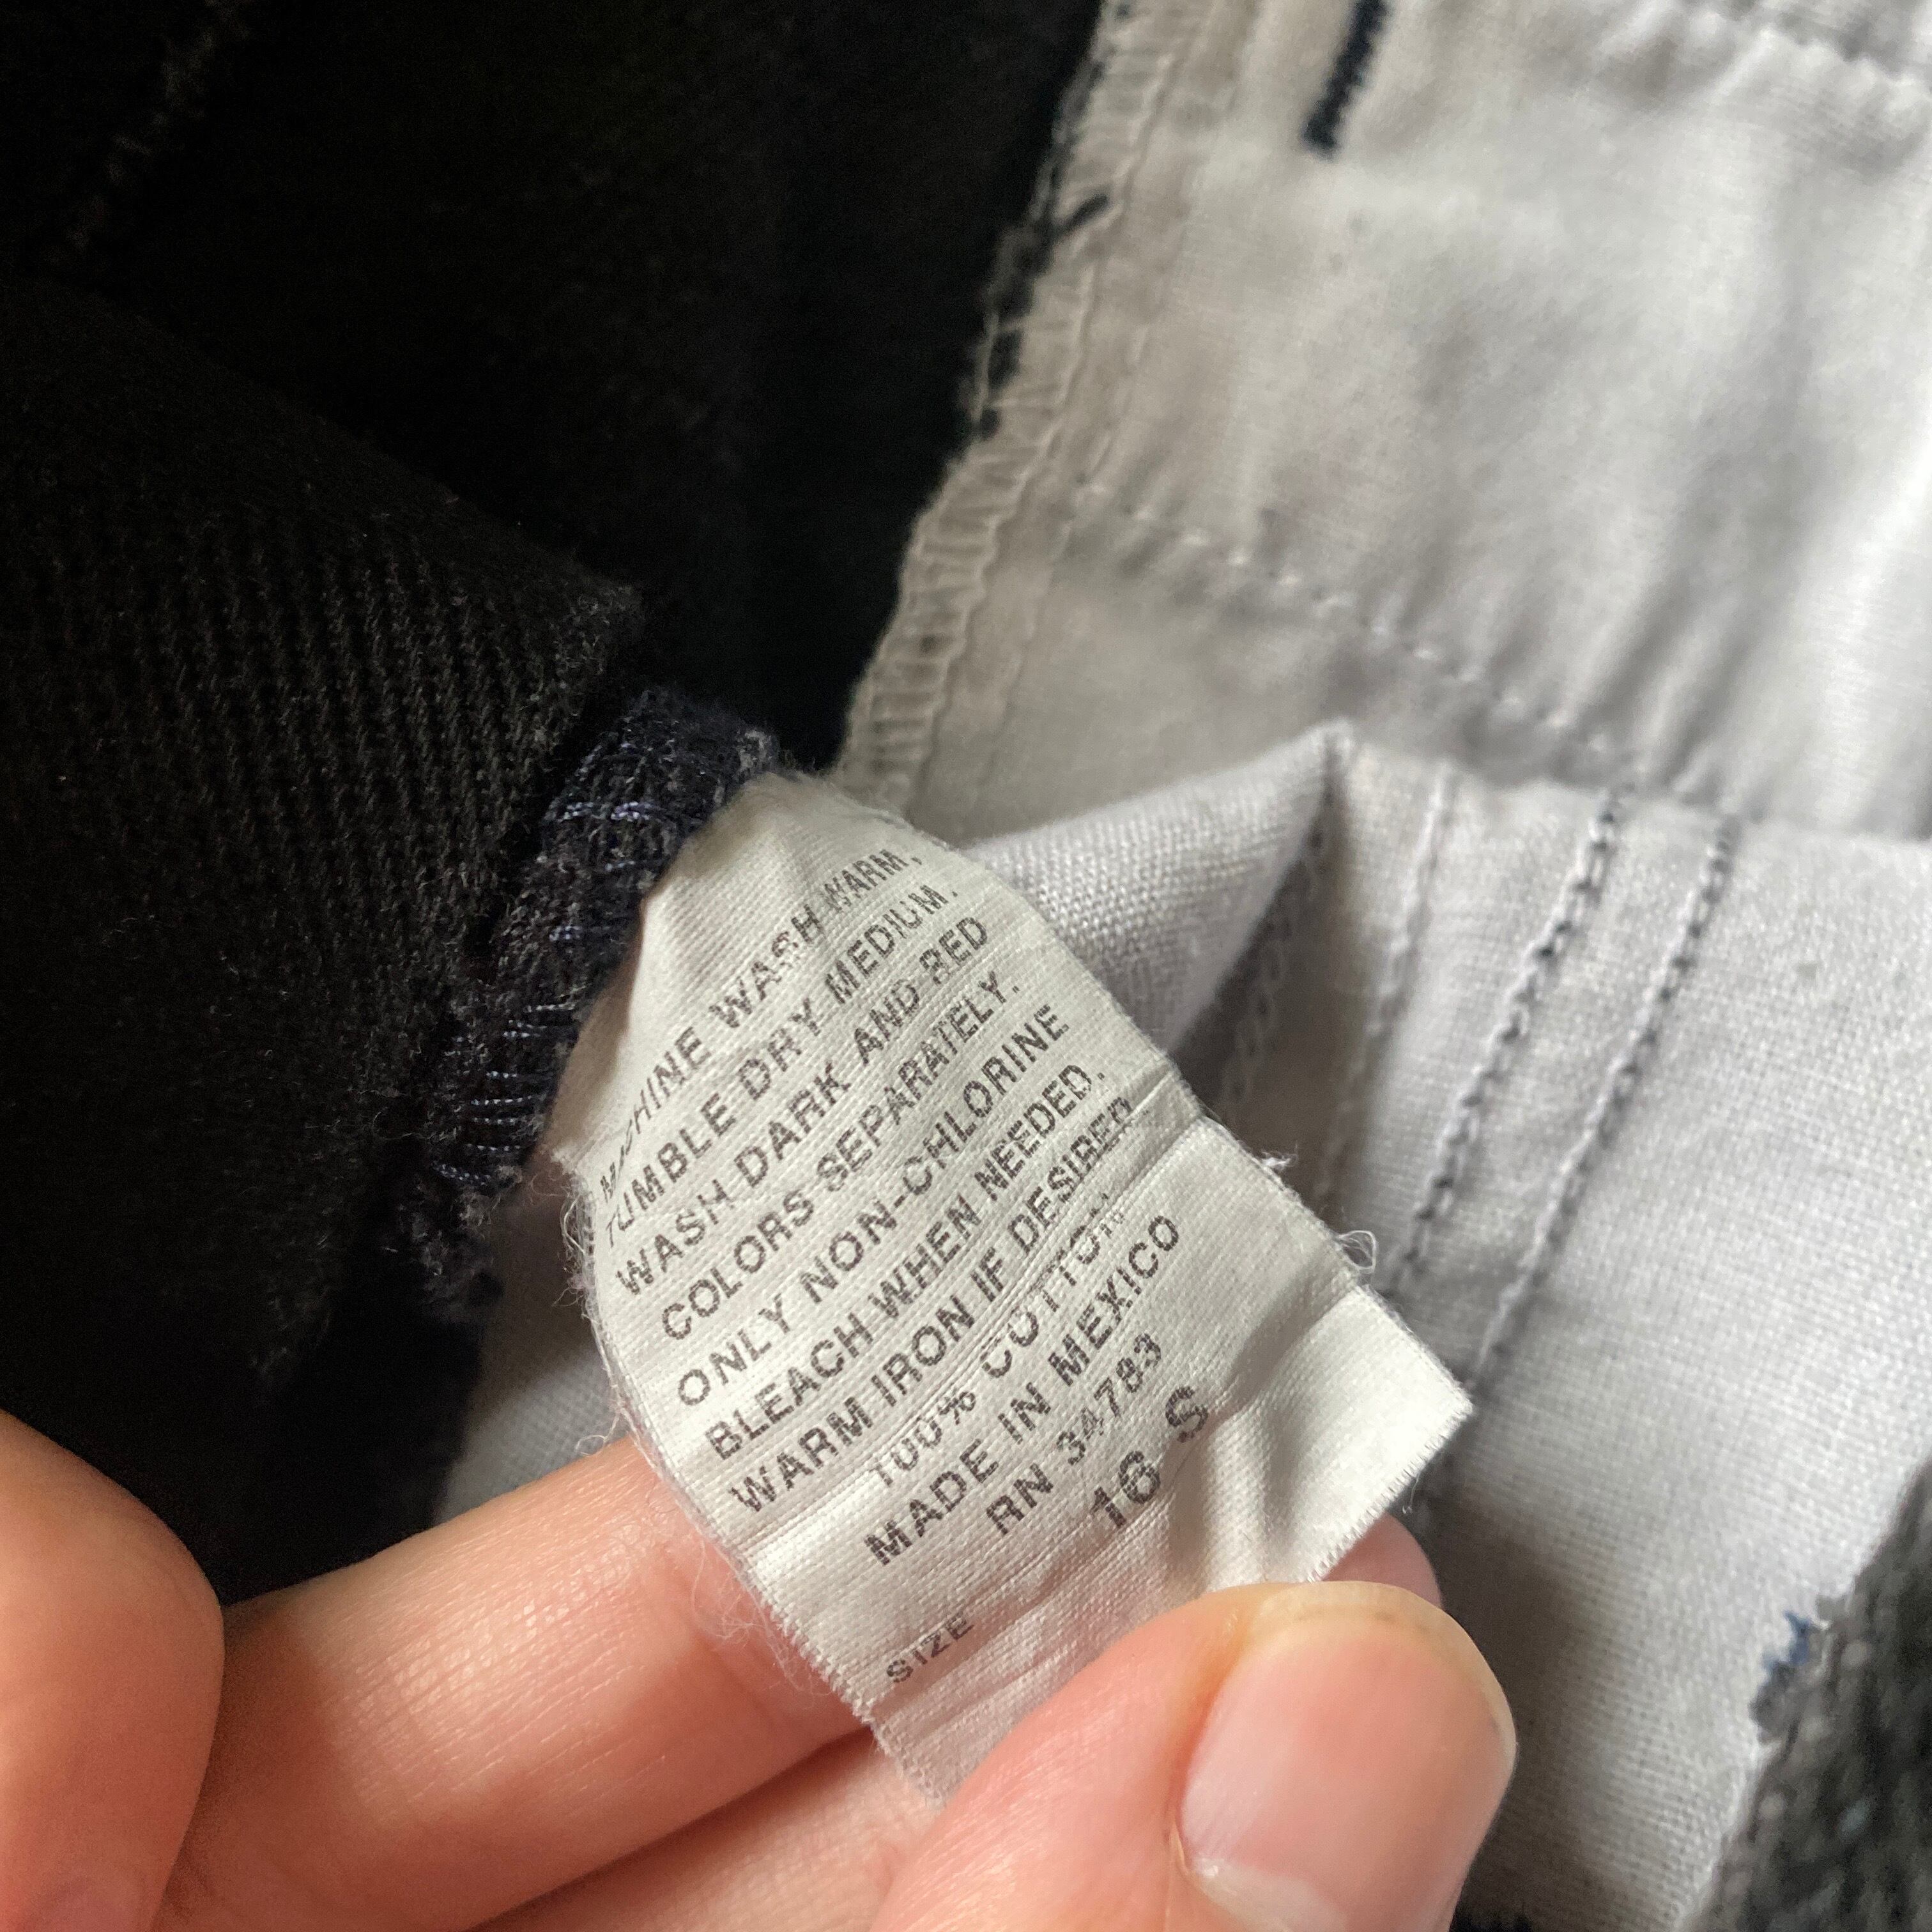 MACHINE WASH WARM,
TUMBLE DRY MEDIUM.
WASH DARK AND RED
COLORS SEPARATELY.
ONLY NON-CHLORINE
BLEACH WHEN NEEDED.
WARM IRON IF DESIRED.
100% COTTON.
MADE IN MEXICO
RN 34783
SIZE 16 S